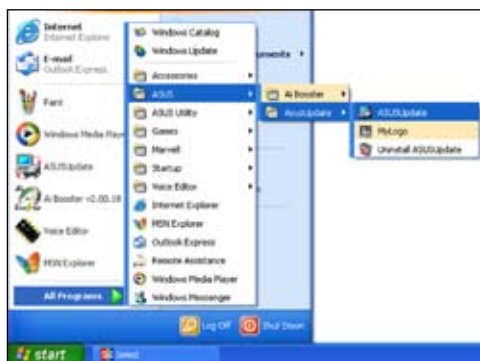 Internet
Internet Explorer
E-mail
Outlook Express
Paint
Windows Media Player
ASUSUpdate
Ai Booster v2.00.18
Voice Editor
MSN Explorer
All Programs
Windows Catalog
Windows Update
Accessories
ASUS
ASUS Utility
Games
Marvell
Startup
Voice Editor
Internet Explorer
MSN Explorer
Outlook Express
Remote Assistance
Windows Media Player
Windows Messenger
Ai Booster
AsusUpdate
ASUSUpdate
MyLogo
Uninstall ASUSUpdate
Log Off
Shut Down
start